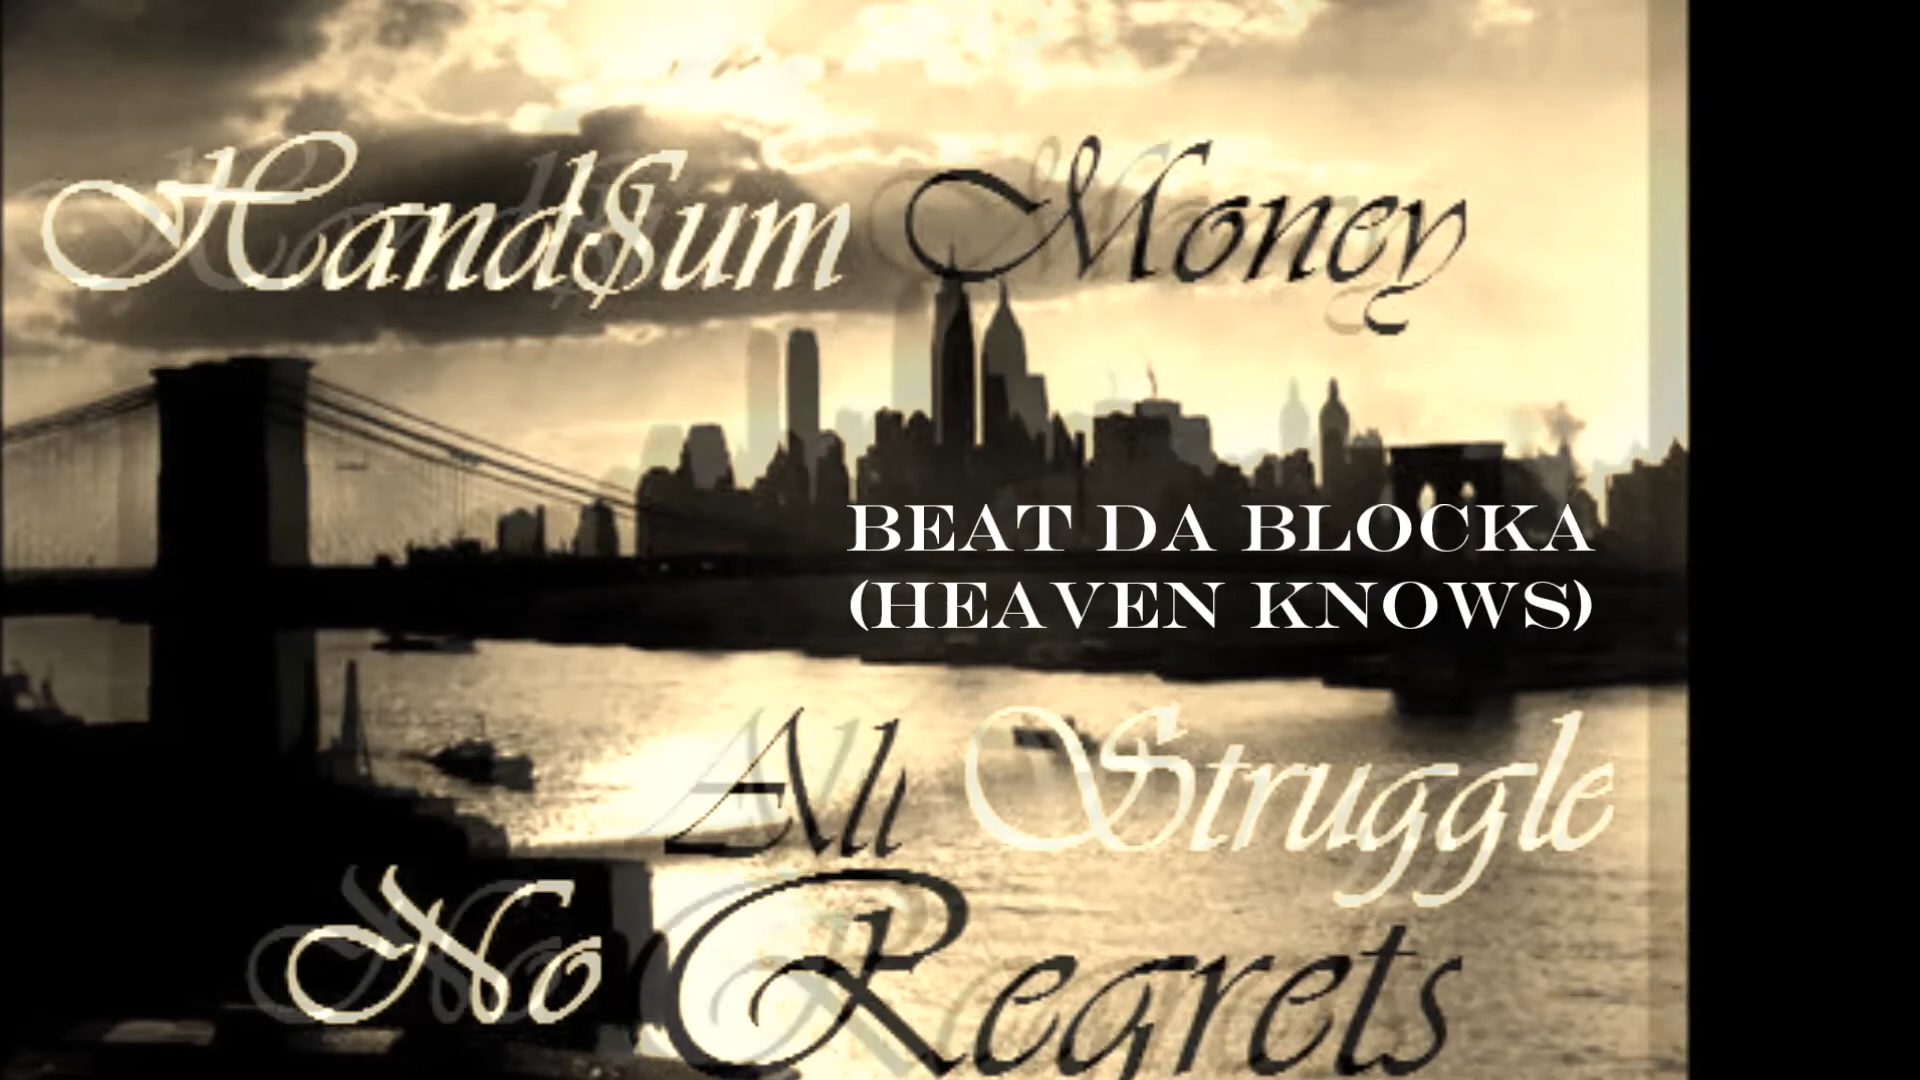 Hand$um Money
BEAT DA BLOCKA
(HEAVEN KNOWS)
All Struggle
No Regrets